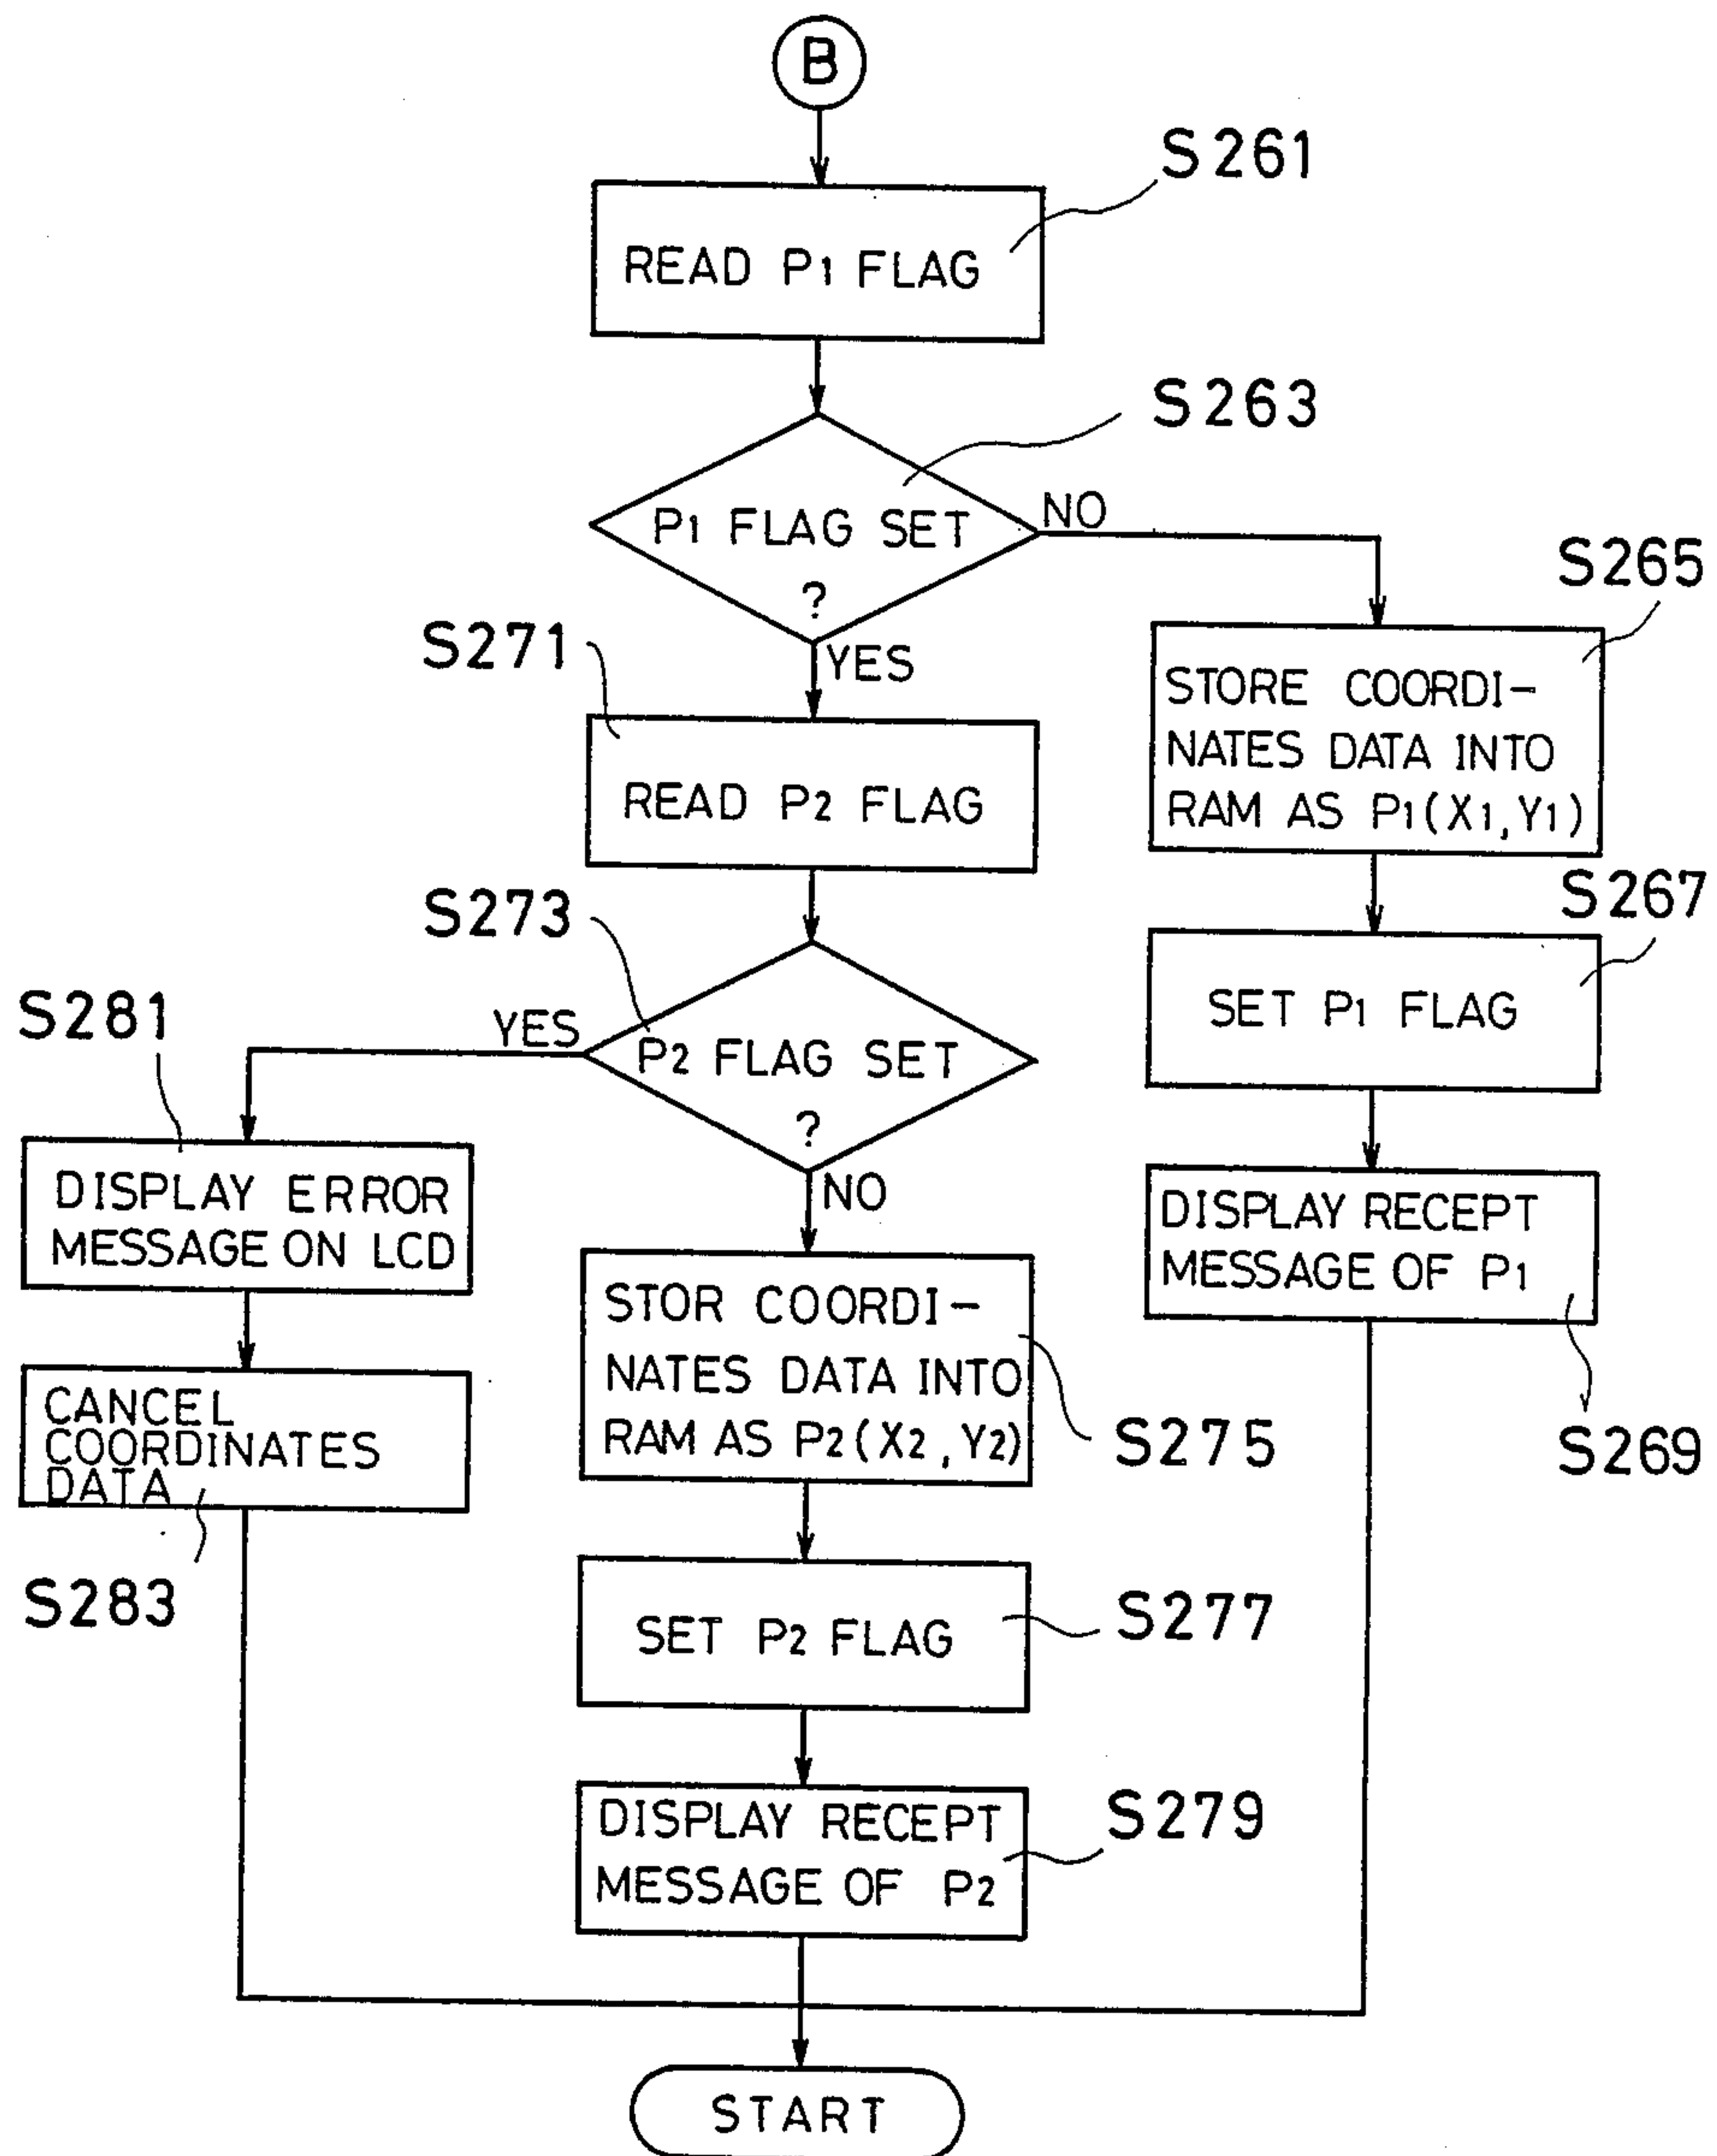 B
S261
READ P1 FLAG
S263
P1 FLAG SET
?
NO
YES
S265
STORE COORDI-
NATES DATA INTO
RAM AS P1(X1,Y1)
S267
SET P1 FLAG
DISPLAY RECEPT
MESSAGE OF P1
S269
S271
READ P2 FLAG
S273
P2 FLAG SET
?
YES
NO
S281
DISPLAY ERROR
MESSAGE ON LCD
CANCEL
COORDINATES
DATA
S283
STOR COORDI-
NATES DATA INTO
RAM AS P2(X2,Y2)
S275
SET P2 FLAG
S277
DISPLAY RECEPT
MESSAGE OF P2
S279
START